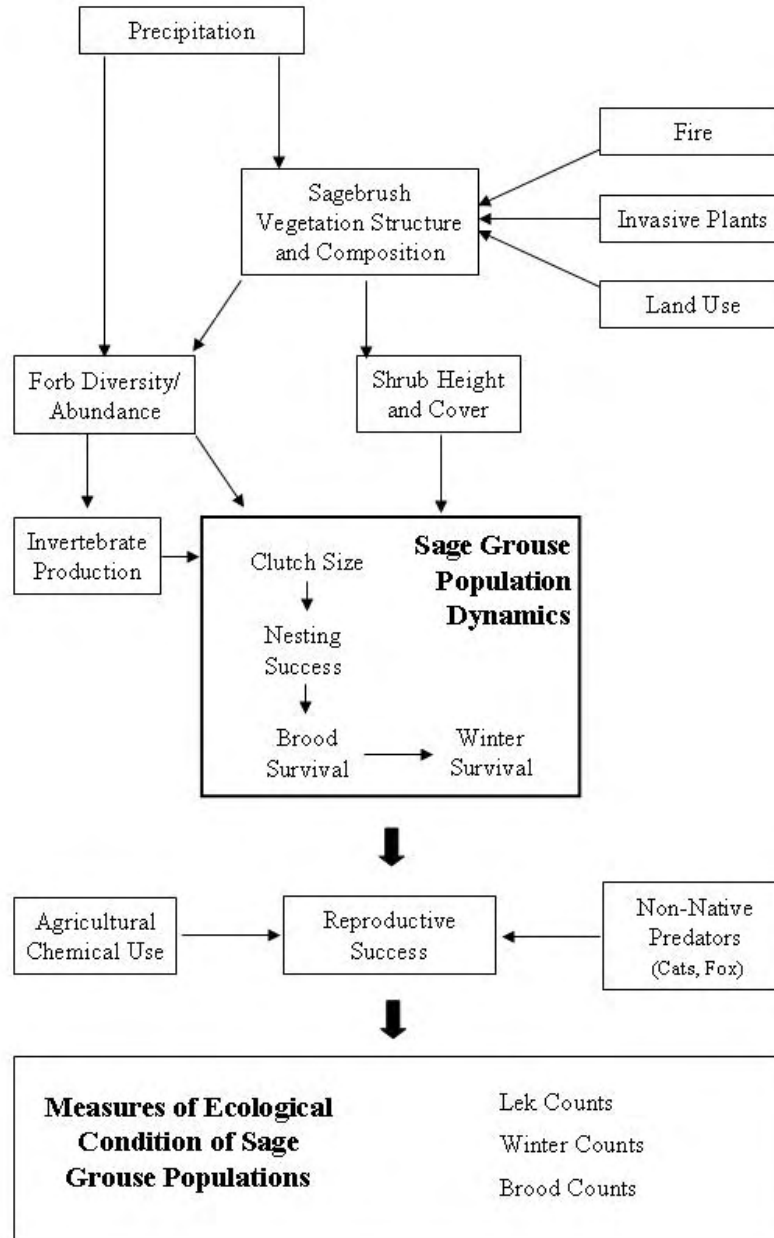 Precipitation
Fire
Sagebrush
Vegetation Structure
and Composition
Invasive Plants
Land Use
Forb Diversity/
Abundance
Shrub Height
and Cover
Invertebrate
Production
Sage Grouse
Population
Dynamics
Clutch Size
Nesting
Success
Brood
Survival
Winter
Survival
Agricultural
Chemical Use
Reproductive
Success
Non-Native
Predators
(Cats, Fox)
Measures of Ecological
Condition of Sage
Grouse Populations
Lek Counts
Winter Counts
Brood Counts